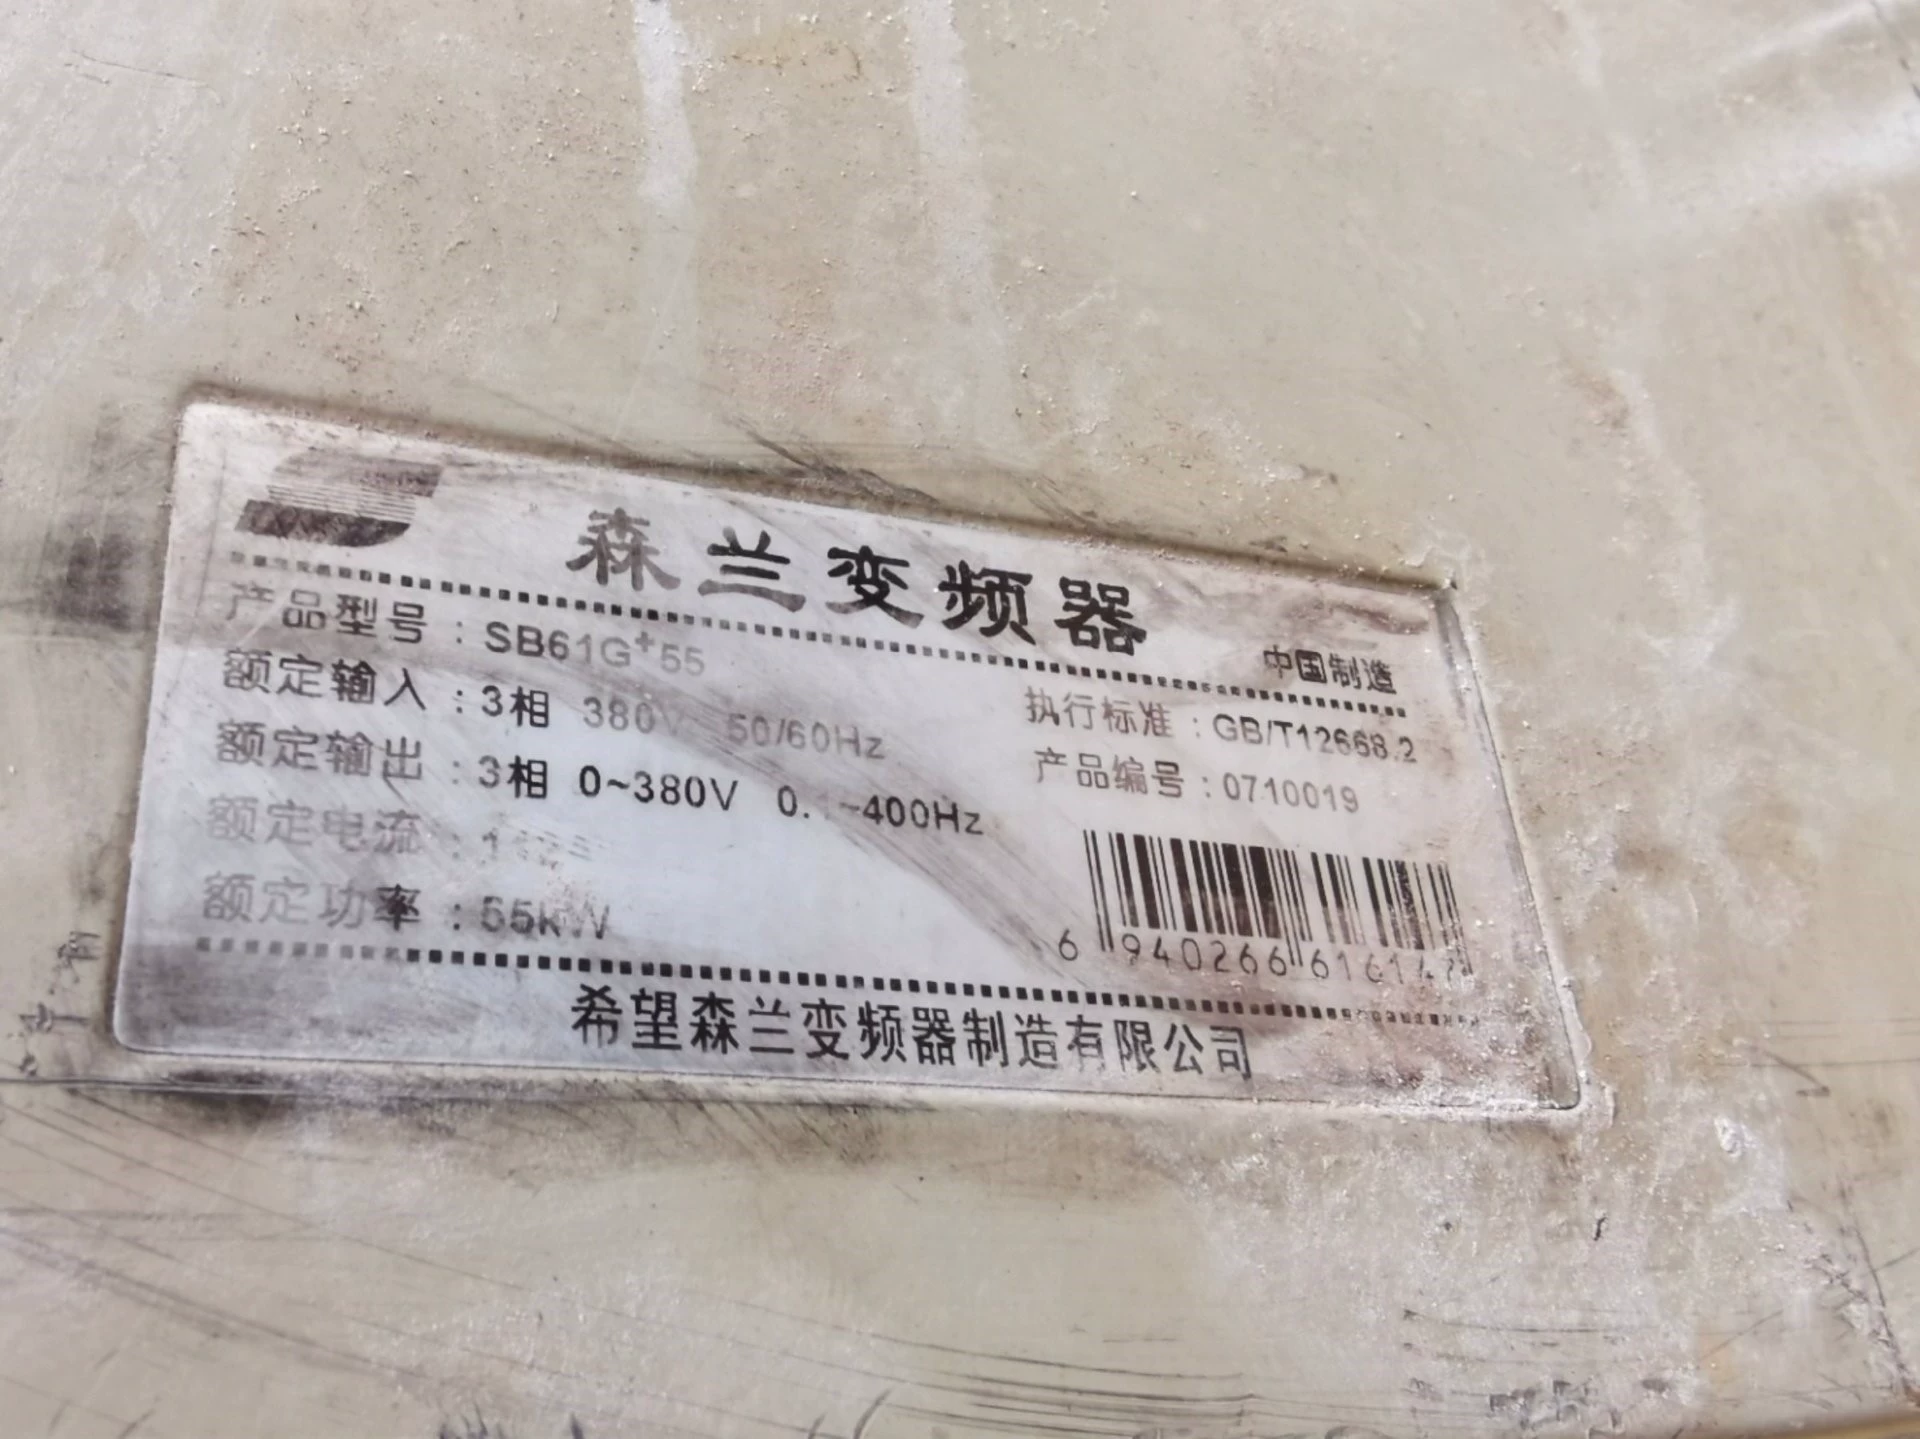 森兰变频器
中国制造
产品型号：SB61G+55
额定输入：3相 380V 50/60Hz
额定输出：3相 0~380V 0. ~400Hz
额定电流：
额定功率：55kW
执行标准：GB/T12668.2
产品编号：0710019
6 940266 61614
希望森兰变频器制造有限公司